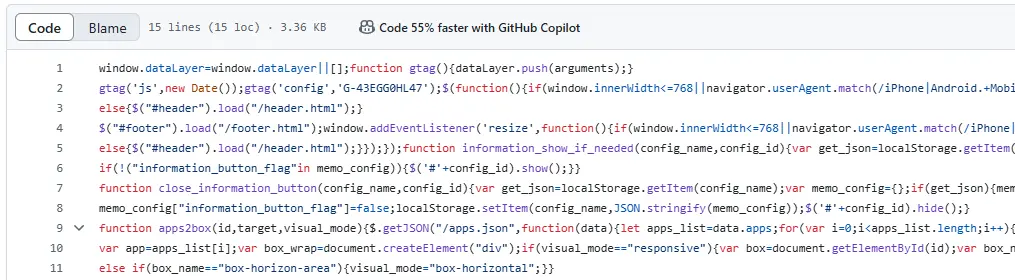 Code Blame 15 lines (15 loc) · 3.36 KB Code 55% faster with GitHub Copilot
1 window.dataLayer=window.dataLayer||[];function gtag(){dataLayer.push(arguments);}
2 gtag('js',new Date());gtag('config','G-43EGG0HL47');$(function(){if(window.innerWidth<=768||navigator.userAgent.match(/iPhone|Android.+Mobi
3 else{$("#header").load("/header.html");}
4 $("#footer").load("/footer.html");window.addEventListener('resize',function(){if(window.innerWidth<=768||navigator.userAgent.match(/iPhone|
5 else{$("#header").load("/header.html");}});});function information_show_if_needed(config_name,config_id){var get_json=localStorage.getItem(
6 if(!("information_button_flag"in memo_config)){$('#'+config_id).show();}}
7 function close_information_button(config_name,config_id){var get_json=localStorage.getItem(config_name);var memo_config={};if(get_json){mem
8 memo_config["information_button_flag"]=false;localStorage.setItem(config_name,JSON.stringify(memo_config));$('#'+config_id).hide();}
9 function apps2box(id,target,visual_mode){$.getJSON("/apps.json",function(data){let apps_list=data.apps;for(var i=0;i<apps_list.length;i++){
10 var app=apps_list[i];var box_wrap=document.createElement("div");if(visual_mode=="responsive"){var box=document.getElementById(id);var box_n
11 else if(box_name=="box-horizon-area"){visual_mode="box-horizontal";}}